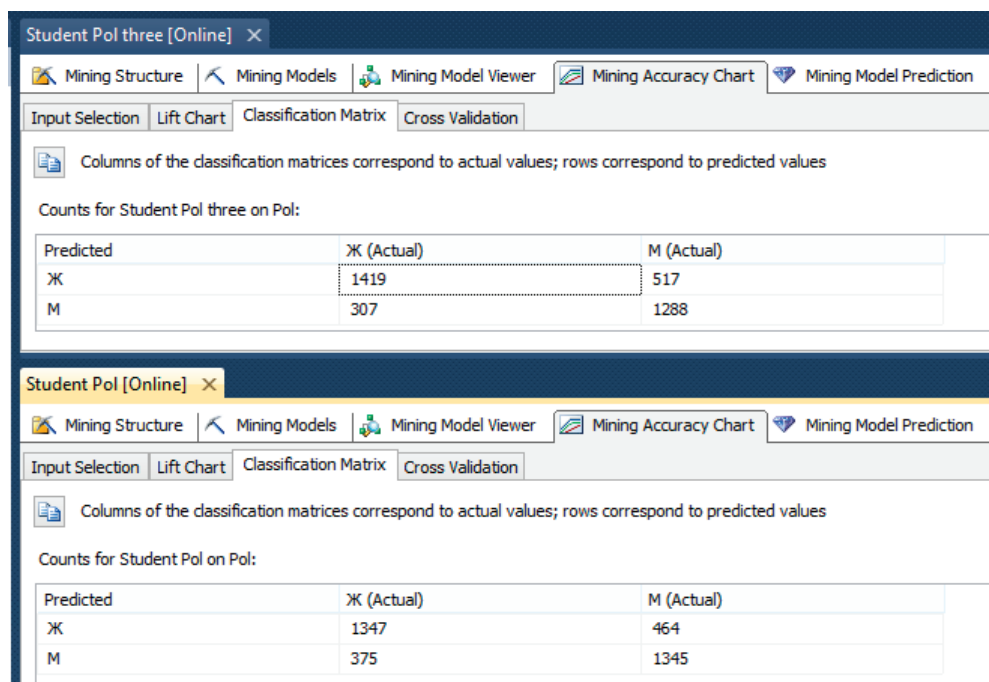 Student Pol three [Online] ×
Mining Structure Mining Models Mining Model Viewer Mining Accuracy Chart Mining Model Prediction
Input Selection Lift Chart Classification Matrix Cross Validation
Columns of the classification matrices correspond to actual values; rows correspond to predicted values
Counts for Student Pol three on Pol:
Predicted Ж (Actual) М (Actual)
Ж 1419 517
М 307 1288
Student Pol [Online] ×
Mining Structure Mining Models Mining Model Viewer Mining Accuracy Chart Mining Model Prediction
Input Selection Lift Chart Classification Matrix Cross Validation
Columns of the classification matrices correspond to actual values; rows correspond to predicted values
Counts for Student Pol on Pol:
Predicted Ж (Actual) М (Actual)
Ж 1347 464
М 375 1345